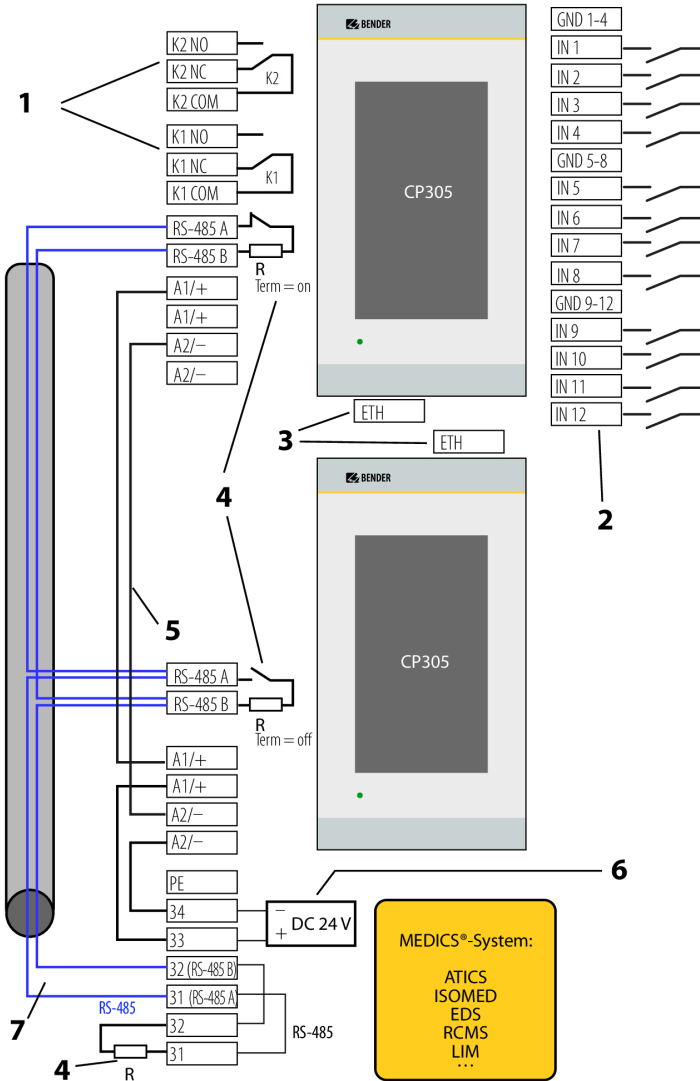 K2 NO
K2 NC
K2 COM
K2
1
K1 NO
K1 NC
K1 COM
K1
RS-485 A
RS-485 B
R
Term = on
A1/+
A1/+
A2/−
A2/−
BENDER
CP305
GND 1-4
IN 1
IN 2
IN 3
IN 4
GND 5-8
IN 5
IN 6
IN 7
IN 8
GND 9-12
IN 9
IN 10
IN 11
IN 12
2
ETH
3
ETH
4
BENDER
CP305
5
RS-485 A
RS-485 B
R
Term = off
A1/+
A1/+
A2/−
A2/−
PE
34
33
− DC 24 V
+
6
32 (RS-485 B)
31 (RS-485 A)
32
31
RS-485
RS-485
7
4
R
MEDICS®-System:
ATICS
ISOMED
EDS
RCMS
LIM
...